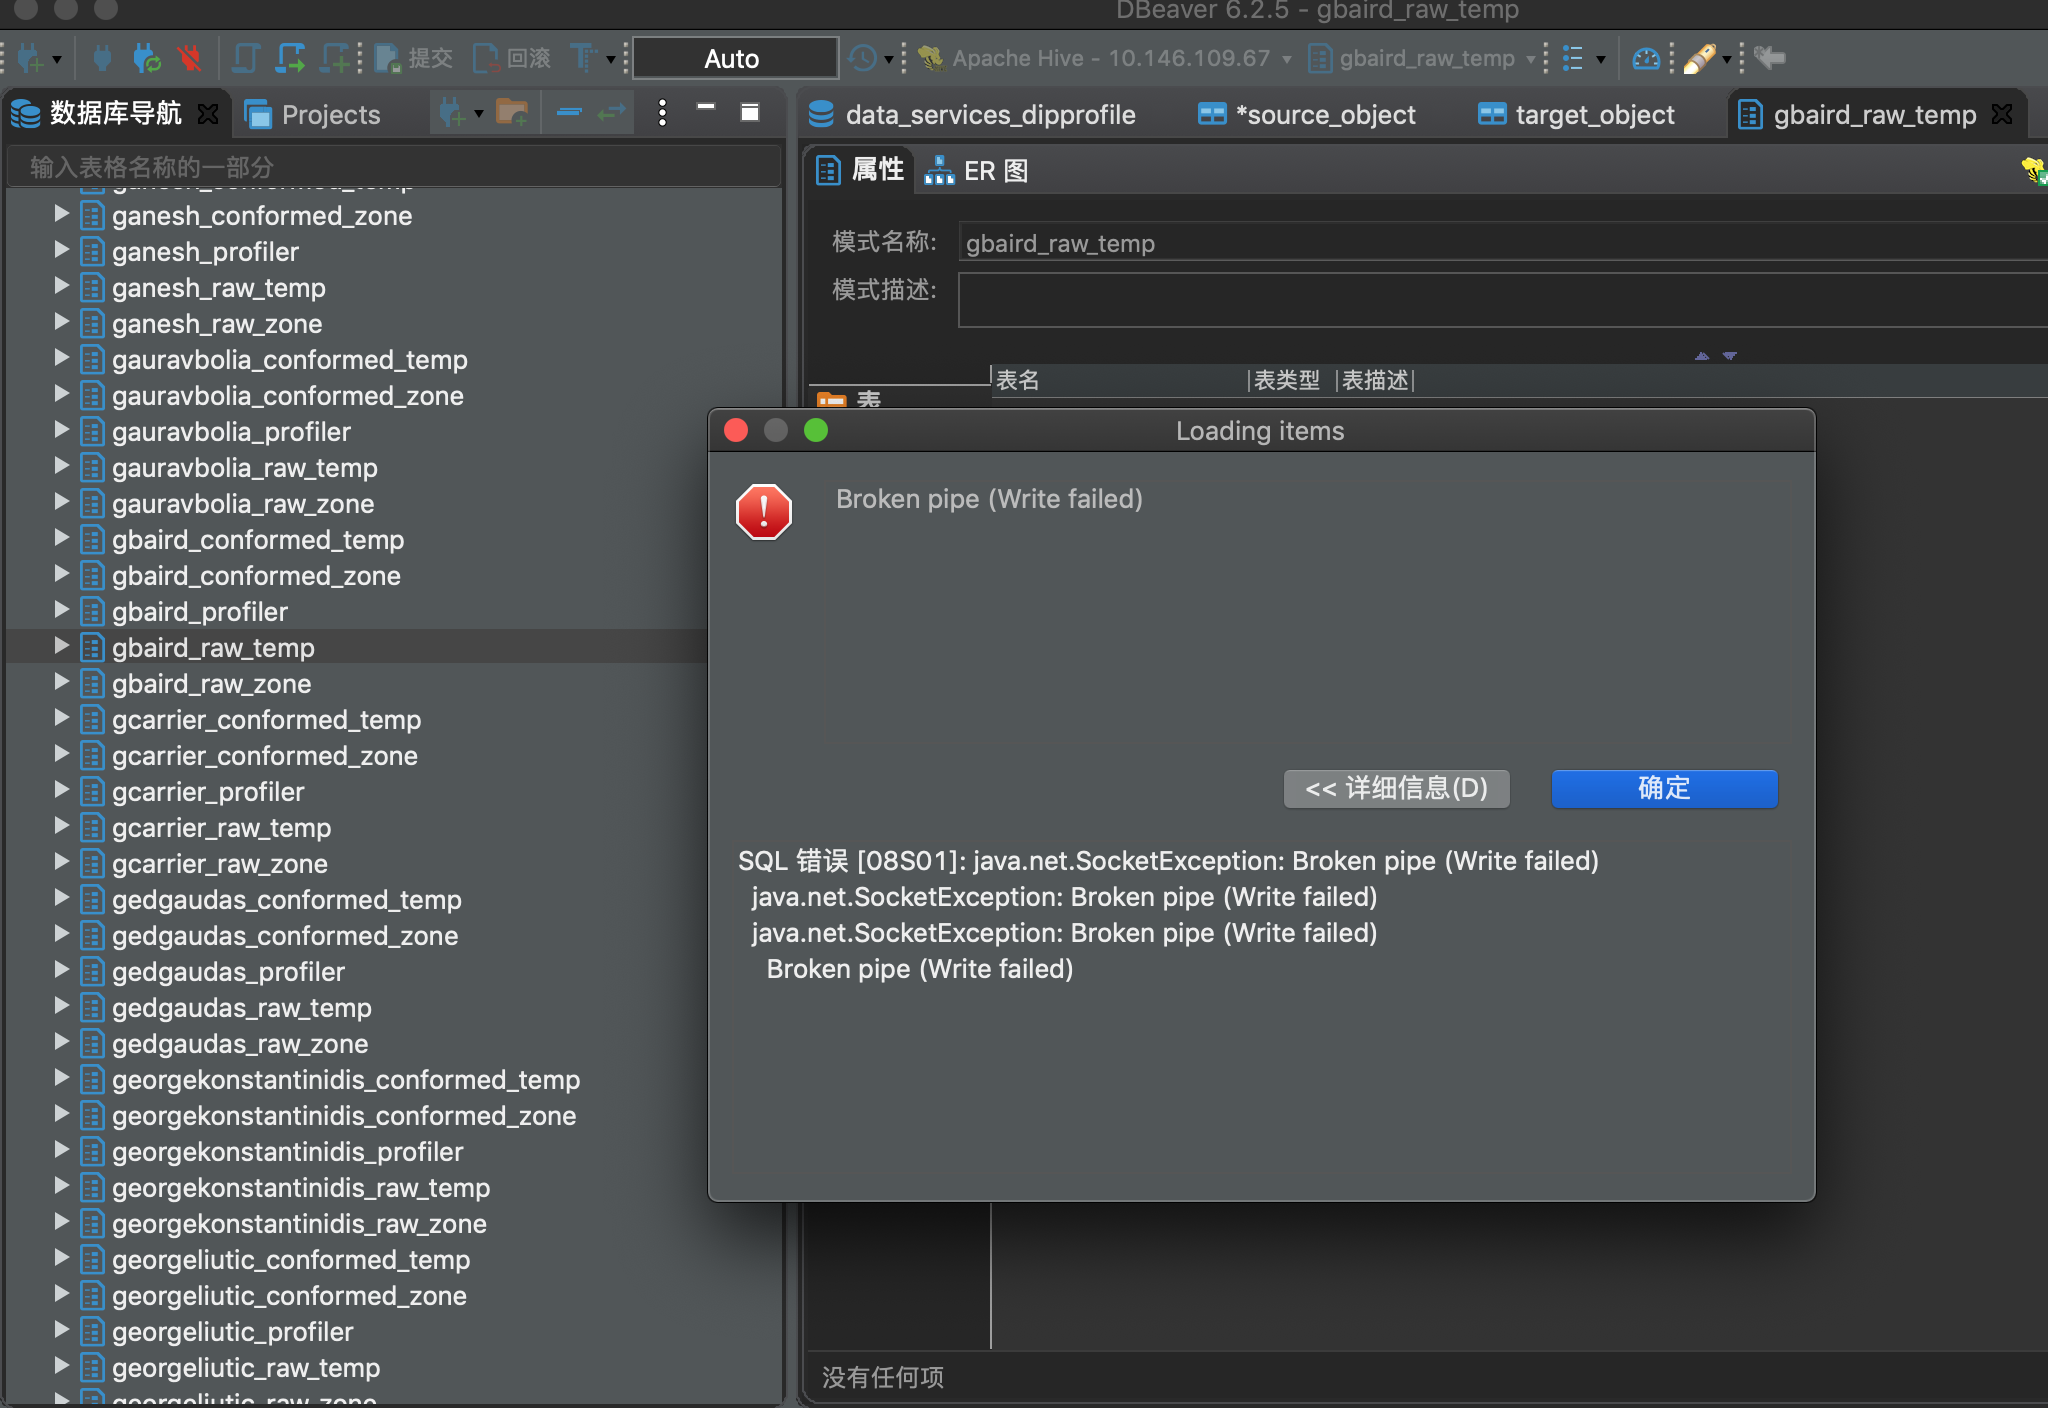 DBeaver 6.2.5 - gbaird_raw_temp
提交
回滚
Auto
Apache Hive - 10.146.109.67
gbaird_raw_temp
数据库导航
Projects
输入表格名称的一部分
ganesh_conformed_temp
ganesh_conformed_zone
ganesh_profiler
ganesh_raw_temp
ganesh_raw_zone
gauravbolia_conformed_temp
gauravbolia_conformed_zone
gauravbolia_profiler
gauravbolia_raw_temp
gauravbolia_raw_zone
gbaird_conformed_temp
gbaird_conformed_zone
gbaird_profiler
gbaird_raw_temp
gbaird_raw_zone
gcarrier_conformed_temp
gcarrier_conformed_zone
gcarrier_profiler
gcarrier_raw_temp
gcarrier_raw_zone
gedgaudas_conformed_temp
gedgaudas_conformed_zone
gedgaudas_profiler
gedgaudas_raw_temp
gedgaudas_raw_zone
georgekonstantinidis_conformed_temp
georgekonstantinidis_conformed_zone
georgekonstantinidis_profiler
georgekonstantinidis_raw_temp
georgekonstantinidis_raw_zone
georgeliutic_conformed_temp
georgeliutic_conformed_zone
georgeliutic_profiler
georgeliutic_raw_temp
georgeliutic_raw_zone
data_services_dipprofile
*source_object
target_object
gbaird_raw_temp
属性
ER 图
模式名称:
gbaird_raw_temp
模式描述:
表名
表类型
表描述
表
Loading items
Broken pipe (Write failed)
<< 详细信息(D)
确定
SQL 错误 [08S01]: java.net.SocketException: Broken pipe (Write failed)
java.net.SocketException: Broken pipe (Write failed)
java.net.SocketException: Broken pipe (Write failed)
Broken pipe (Write failed)
没有任何项